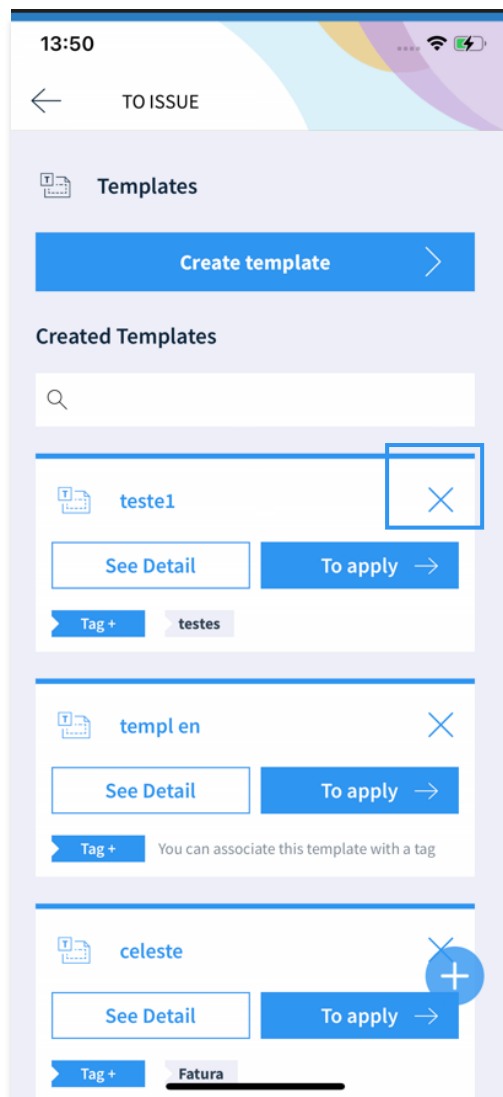 13:50
TO ISSUE
Templates
Create template
Created Templates
teste1
See Detail
To apply
Tag +
testes
templ en
See Detail
To apply
Tag +
You can associate this template with a tag
celeste
See Detail
To apply
Tag +
Fatura